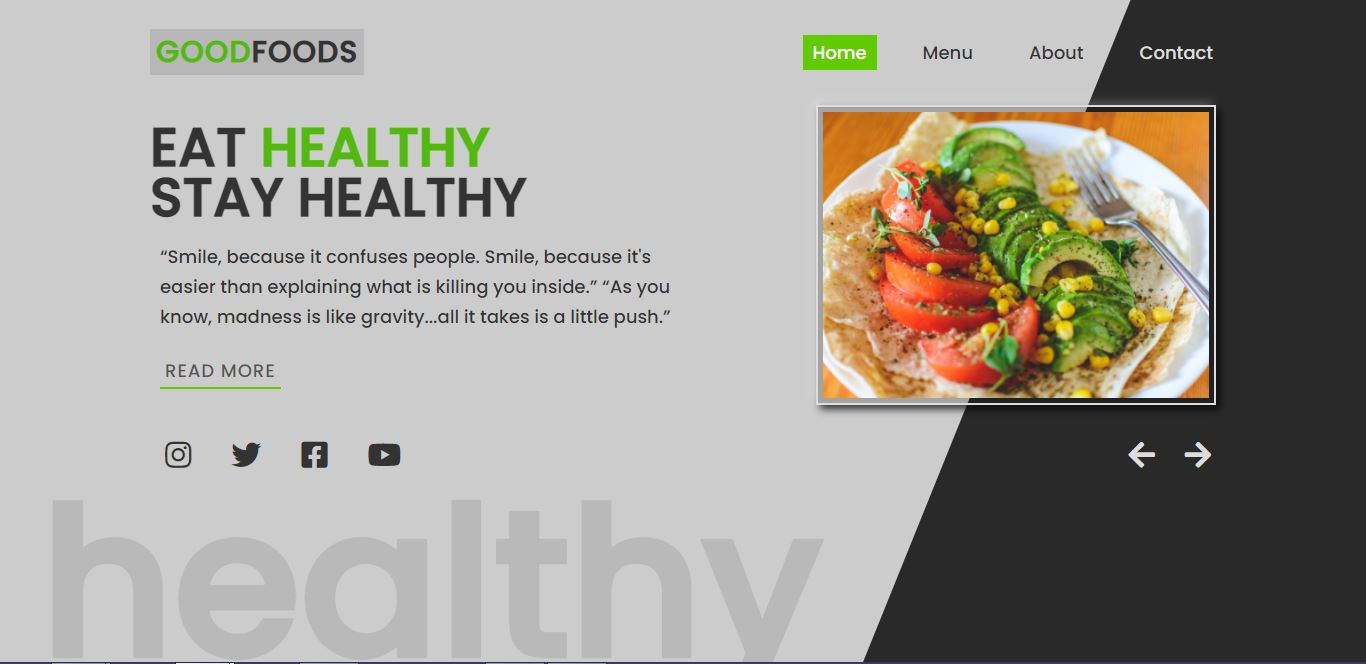 GOODFOODS
Home Menu About Contact
EAT HEALTHY
STAY HEALTHY
“Smile, because it confuses people. Smile, because it's
easier than explaining what is killing you inside.” “As you
know, madness is like gravity...all it takes is a little push.”
READ MORE
healthy